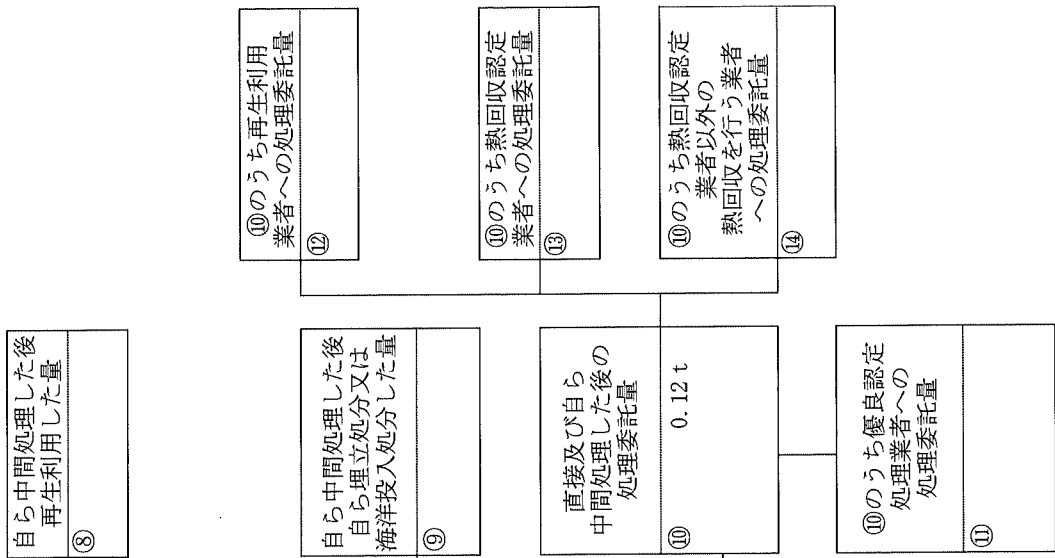 自ら中間処理した後
再生利用した量
⑧
自ら中間処理した後
自ら埋立処分又は
海洋投入処分した量
⑨
直接及び自ら
中間処理した後の
処理委託量
⑩
0.12 t
⑩のうち優良認定
処理業者への
処理委託量
⑪
⑩のうち再生利用
業者への処理委託量
⑫
⑩のうち熱回収認定
業者への処理委託量
⑬
⑩のうち熱回収認定
業者以外の
熱回収を行う業者
への処理委託量
⑭